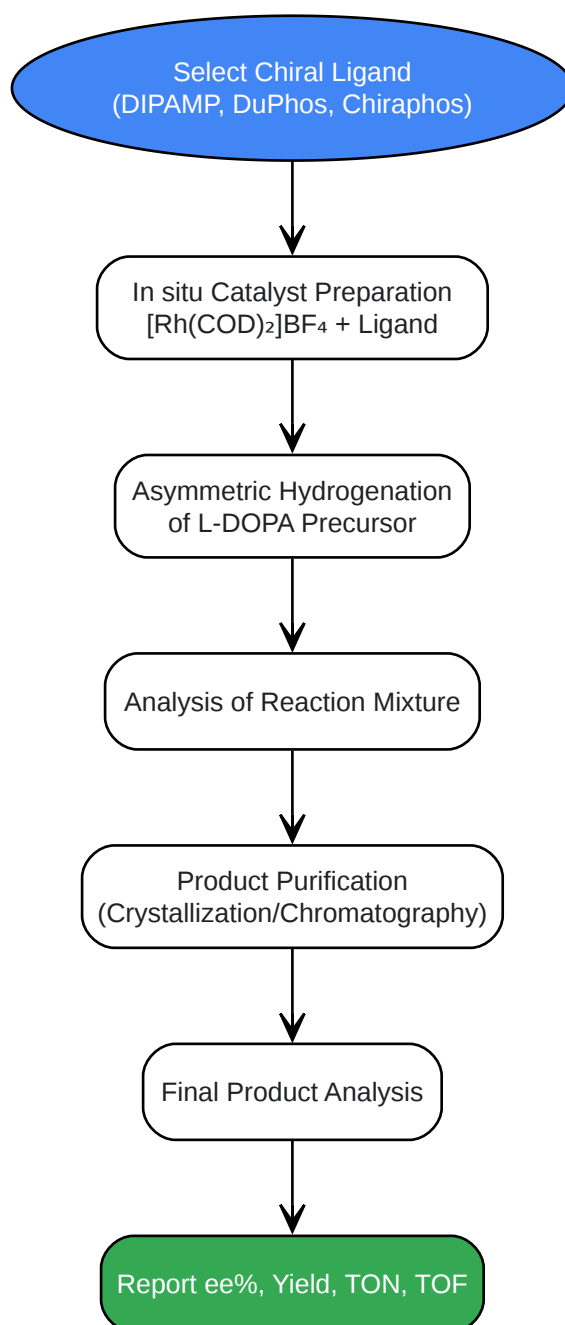 Select Chiral Ligand
(DIPAMP, DuPhos, Chiraphos)
In situ Catalyst Preparation
[Rh(COD)₂]BF₄ + Ligand
Asymmetric Hydrogenation
of L-DOPA Precursor
Analysis of Reaction Mixture
Product Purification
(Crystallization/Chromatography)
Final Product Analysis
Report ee%, Yield, TON, TOF